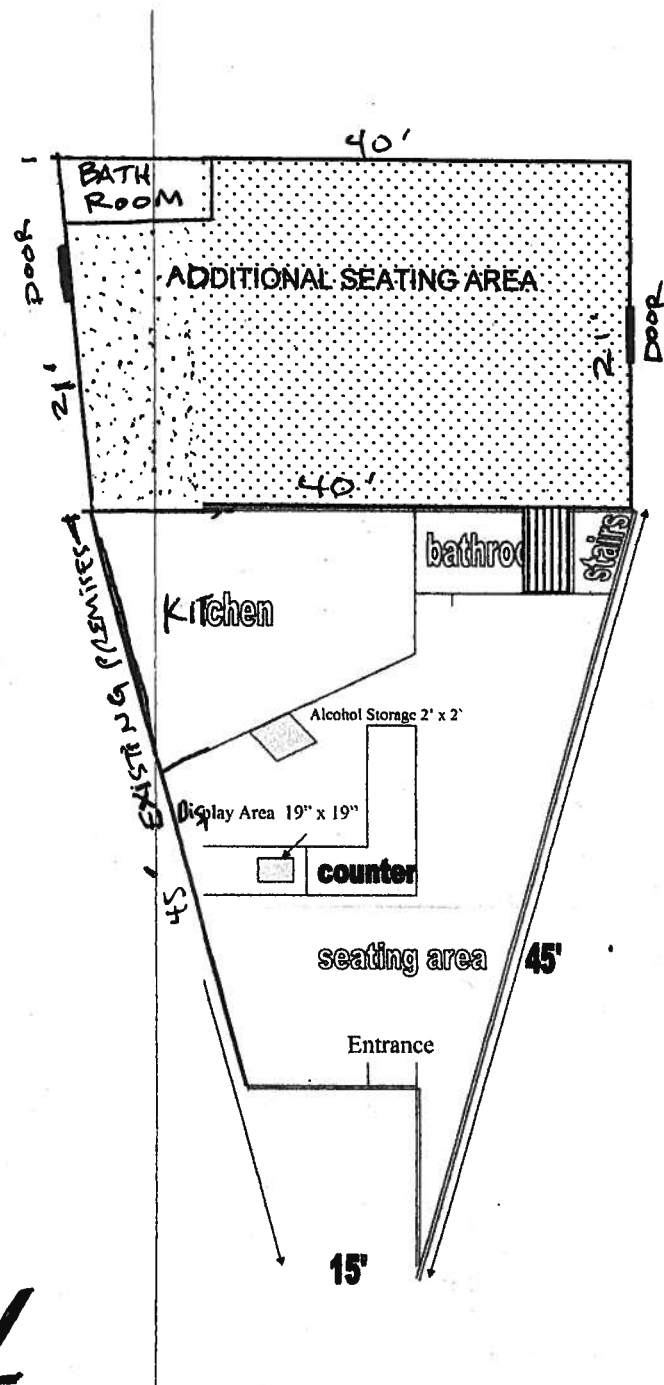 40'
BATH
ROOM
DOOR
ADDITIONAL SEATING AREA
21'
21'
DOOR
40'
EXISTING PREMISES
bathroo
stairs
KITchen
Alcohol Storage 2' x 2'
Display Area 19" x 19"
counter
45'
seating area
45'
Entrance
15'